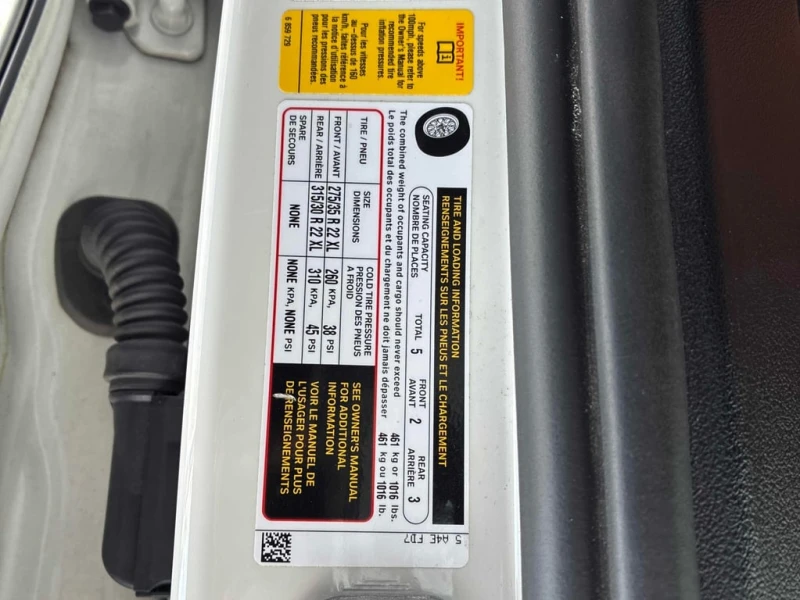 IMPORTANT!
For speeds above
100mph, please refer to
the Owner's Manual for
recommended tire
inflation pressures.
Pour les vitesses
au-dessus de 160
km/h, faites référence à
la notice d'utilisation
pour les pressions des
pneus recommandées.
6 859 729
TIRE AND LOADING INFORMATION
RENSEIGNEMENTS SUR LES PNEUS ET LE CHARGEMENT
SEATING CAPACITY
NOMBRE DE PLACES
TOTAL 5
FRONT
AVANT 2
REAR
ARRIÈRE 3
The combined weight of occupants and cargo should never exceed 461 kg or 1016 lbs.
Le poids total des occupants et du chargement ne doit jamais dépasser 461 kg ou 1016 lb.
TIRE / PNEU
SIZE
DIMENSIONS
COLD TIRE PRESSURE
PRESSION DES PNEUS
A FROID
FRONT / AVANT 275/35 R 22 XL 260 KPA, 38 PSI
REAR / ARRIÈRE 315/30 R 22 XL 310 KPA, 45 PSI
SPARE
DE SECOURS
NONE NONE KPA, NONE PSI
SEE OWNER'S MANUAL
FOR ADDITIONAL
INFORMATION
VOIR LE MANUEL DE
L'USAGER POUR PLUS
DE RENSEIGNEMENTS
5 A4E FD7